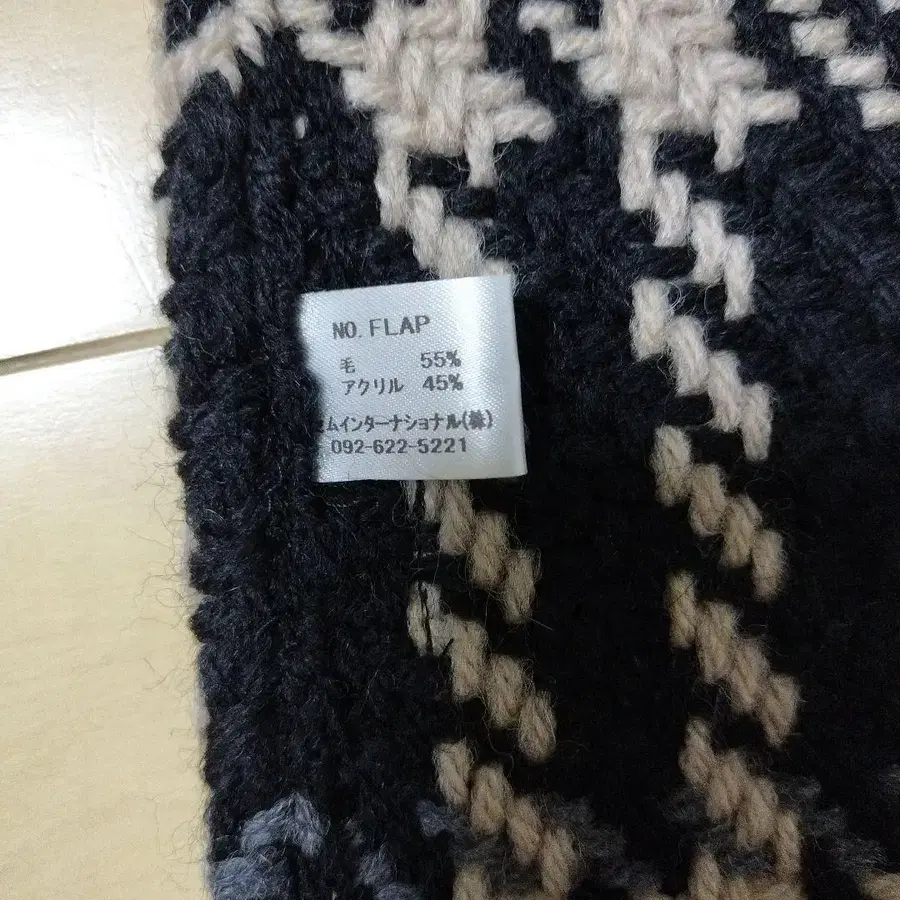 NO. FLAP
毛 55%
アクリル 45%
ムインターナショナル(株)
092-622-5221